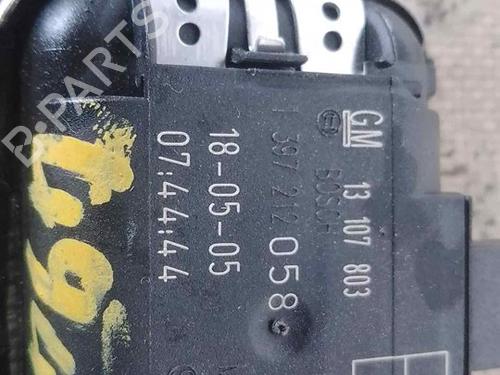 GM 13 107 803
BOSCH
1 397 212 058
18-05-05
07:44:44
B-PARTS